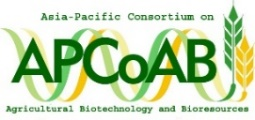 Asia-Pacific Consortium on
APCoAB
Agricultural Biotechnology and Bioresources